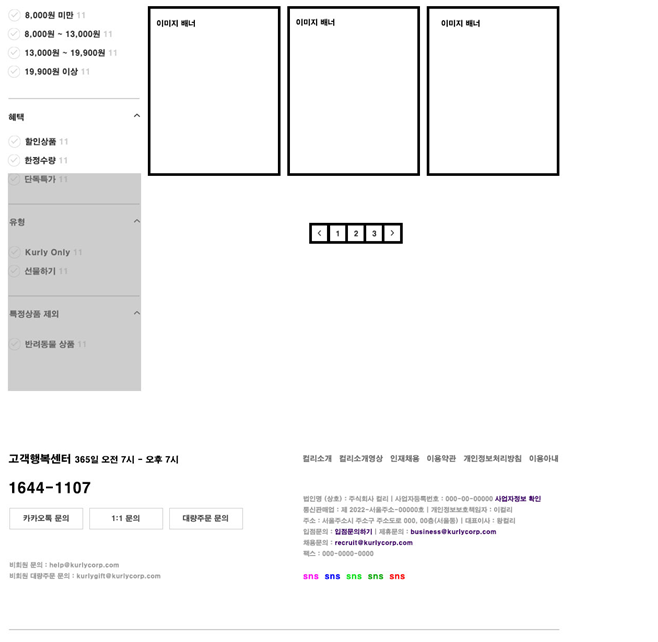 8,000원 미만 11
8,000원 ~ 13,000원 11
13,000원 ~ 19,900원 11
19,900원 이상 11
혜택
할인상품 11
한정수량 11
단독특가 11
유형
Kurly Only 11
선물하기 11
특정상품 제외
반려동물 상품 11
이미지 배너
이미지 배너
이미지 배너
< 1 2 3 >
고객행복센터 365일 오전 7시 - 오후 7시
1644-1107
카카오톡 문의
1:1 문의
대량주문 문의
비회원 문의 : help@kurlycorp.com
비회원 대량주문 문의 : kurlygift@kurlycorp.com
컬리소개 컬리소개영상 인재채용 이용약관 개인정보처리방침 이용아내
법인명 (상호) : 주식회사 컬리 | 사업자등록번호 : 000-00-00000 사업자정보 확인
통신판매업 : 제 2022-서울주소-00000호 | 개인정보보호책임자 : 이컬리
주소 : 서울주소시 주소구 주소도로 000, 00층(서울동) | 대표이사 : 왕컬리
입점문의 : 입점문의하기 | 제휴문의 : business@kurlycorp.com
채용문의 : recruit@kurlycorp.com
팩스 : 000-0000-0000
sns sns sns sns sns